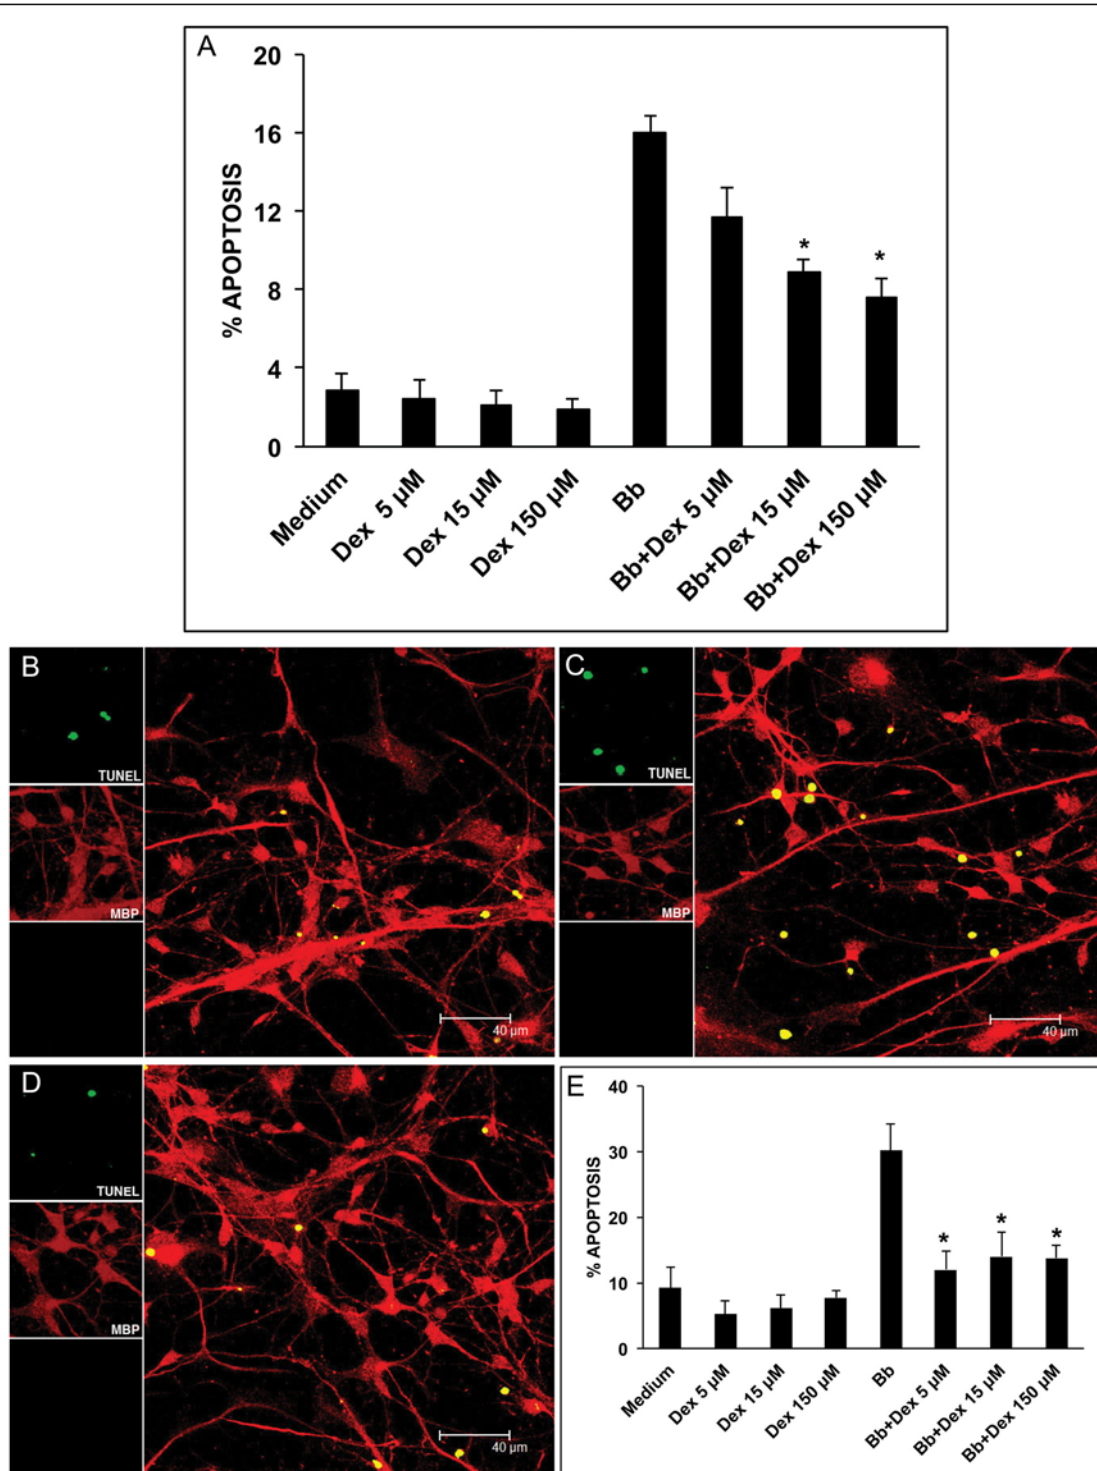 A
20
16
12
8
4
0
% APOPTOSIS
* *
Medium
Dex 5 µM
Dex 15 µM
Dex 150 µM
Bb
Bb+Dex 5 µM
Bb+Dex 15 µM
Bb+Dex 150 µM
B
TUNEL
MBP
40 µm
C
TUNEL
MBP
40 µm
D
TUNEL
MBP
40 µm
E
40
30
20
10
0
% APOPTOSIS
* * *
Medium
Dex 5 µM
Dex 15 µM
Dex 150 µM
Bb
Bb+Dex 5 µM
Bb+Dex 15 µM
Bb+Dex 150 µM